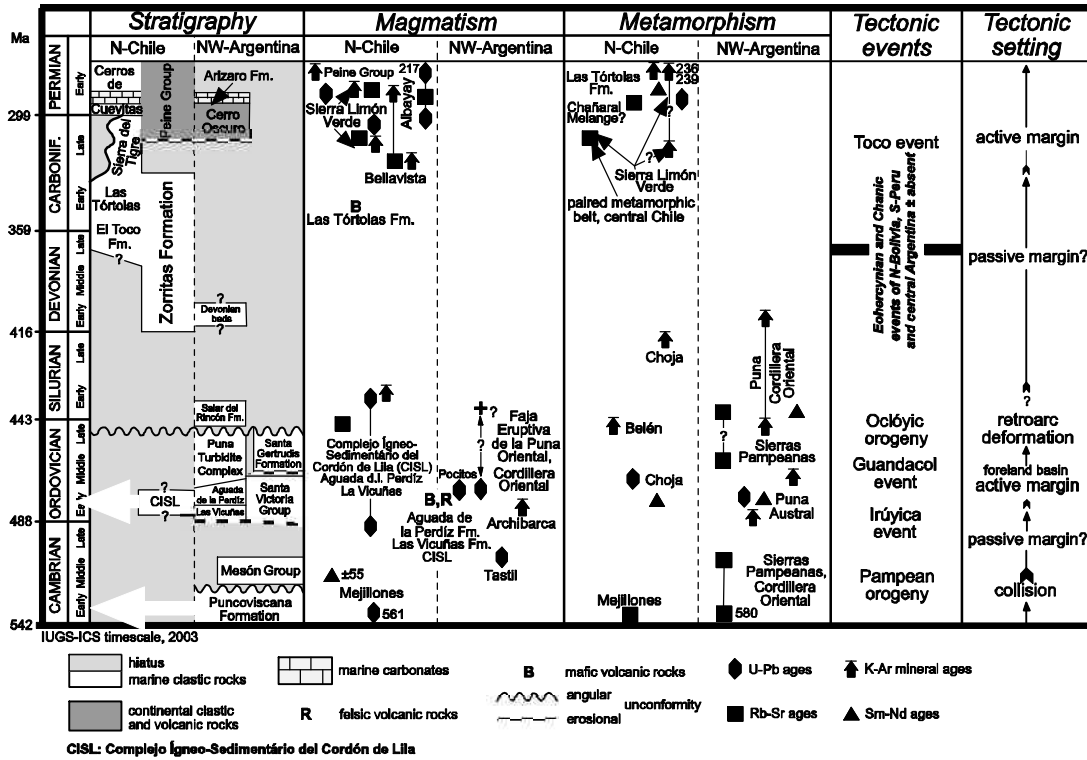 Stratigraphy
Magmatism
Metamorphism
Tectonic
events
Tectonic
setting
Ma
N-Chile
NW-Argentina
N-Chile
NW-Argentina
N-Chile
NW-Argentina
299
359
416
443
488
542
PERMIAN
Early
CARBONIF.
Late
Early
DEVONIAN
Late
Middle
Early
SILURIAN
Late
Early
ORDOVICIAN
Late
Middle
Early
CAMBRIAN
Late
Middle
Early
Cerros
de
Cuevitas
Peine Group
Arizaro Fm.
Cerro
Oscuro
Sierra del
Tigre
Las
Tórtolas
El Toco
Fm.
?
Zorritas Formation
?
Devonian
beds
?
Salar del
Rincón Fm.
Puna
Turbidite
Complex
Santa
Gertrudis
Formation
?
CISL
?
Aguada
de la Perdíz
Las Vicuñas
Santa
Victoria
Group
Mesón Group
Puncoviscana
Formation
Peine Group
Sierra Limón
Verde
217
Albayay
Bellavista
B
Las Tórtolas Fm.
Complejo Ígneo-
Sedimentário del
Cordón de Lila (CISL)
Aguada d.l. Perdíz
La Vicuñas
Pocitos
B,R
Aguada de
la Perdíz Fm.
Las Vicuñas Fm.
CISL
?
?
Faja
Eruptiva
de la Puna
Oriental,
Cordillera
Oriental
Archibarca
Tastil
±55
Mejillones
561
Las Tórtolas
Fm.
236
239
Chañaral
Melange?
?
?
Sierra Limón
Verde
paired metamorphic
belt, central Chile
Choja
Puna
Cordillera
Oriental
Belén
?
Sierras
Pampeanas
Choja
Puna
Austral
Sierras
Pampeanas,
Cordillera
Oriental
Mejillones
580
Toco event
Eohercynian and Chanic
events of N-Bolivia, S-Peru
and central Argentina ± absent
Oclóyic
orogeny
Guandacol
event
Irúyica
event
Pampean
orogeny
active margin
passive margin?
?
retroarc
deformation
foreland basin
active margin
passive margin?
collision
IUGS-ICS timescale, 2003
hiatus
marine clastic rocks
continental clastic
and volcanic rocks
marine carbonates
R felsic volcanic rocks
B mafic volcanic rocks
angular
unconformity
erosional
U-Pb ages
Rb-Sr ages
K-Ar mineral ages
Sm-Nd ages
CISL: Complejo Ígneo-Sedimentário del Cordón de Lila